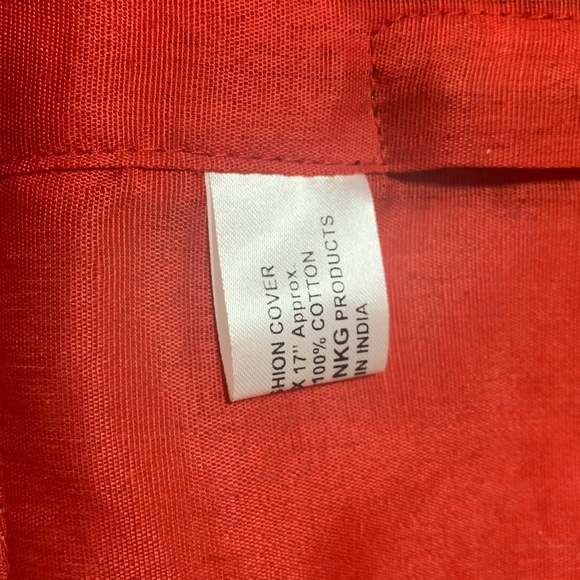 HION COVER
X 17" Approx.
100% COTTON
NKG PRODUCTS
IN INDIA